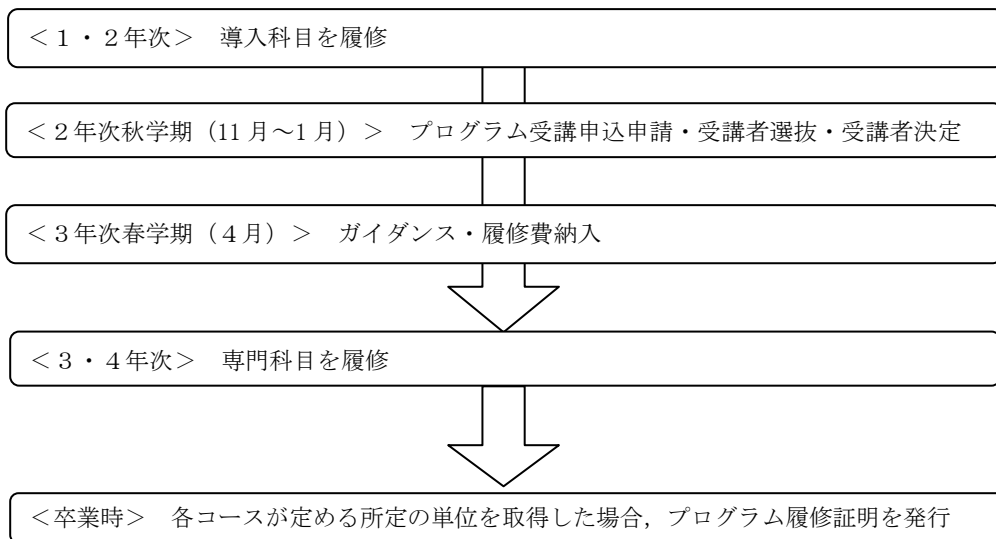 ＜１・２年次＞　導入科目を履修
＜２年次秋学期（11 月～1 月）＞　プログラム受講申込申請・受講者選抜・受講者決定
＜３年次春学期（４月）＞　ガイダンス・履修費納入
＜３・４年次＞　専門科目を履修
＜卒業時＞　各コースが定める所定の単位を取得した場合，プログラム履修証明を発行